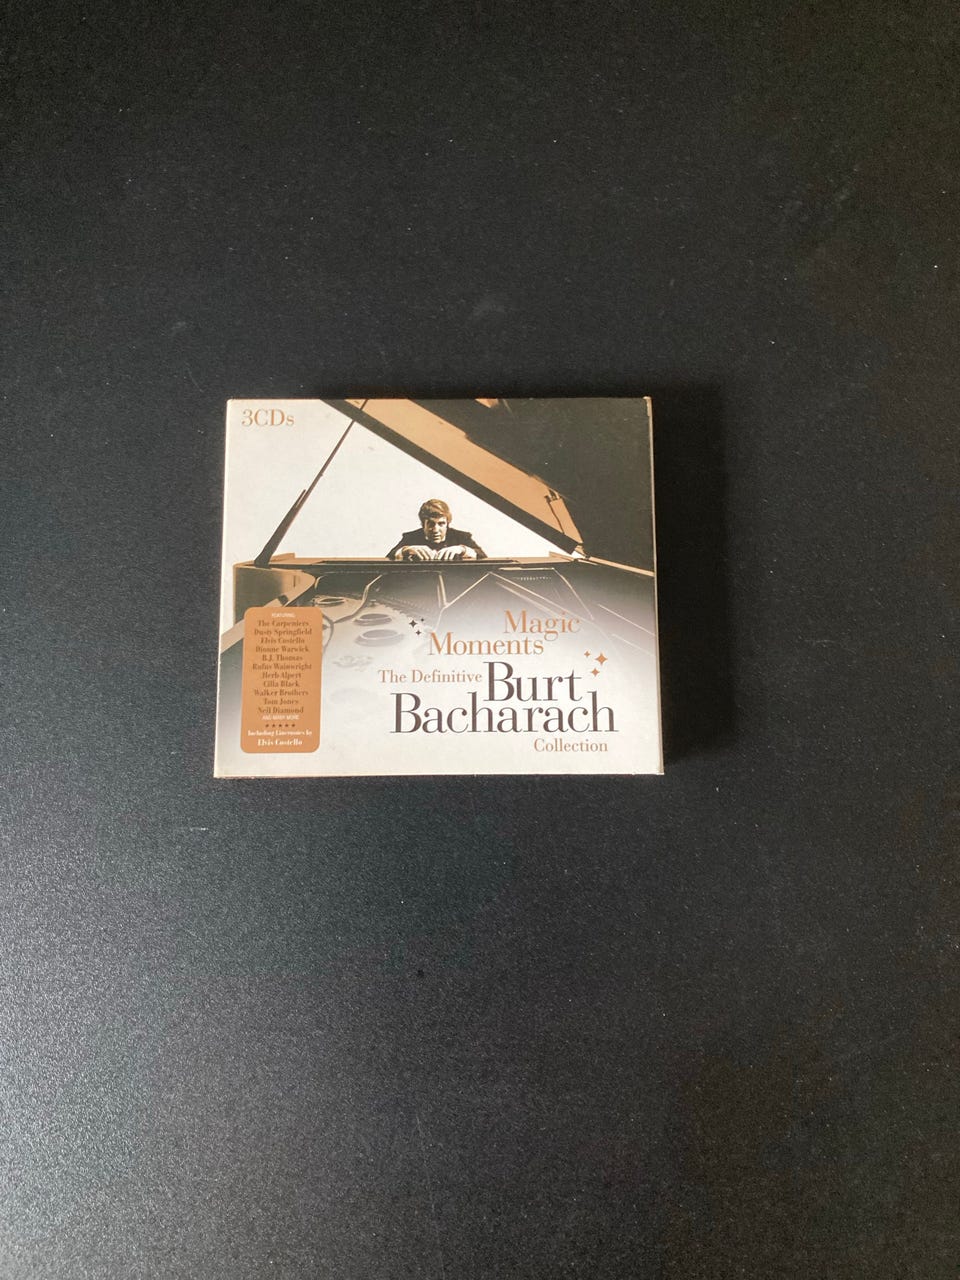 3CDs
FEATURING
The Carpenters
Dusty Springfield
Elvis Costello
Dionne Warwick
B.J. Thomas
Rufus Wainwright
Herb Alpert
Cilla Black
Walker Brothers
Tom Jones
Neil Diamond
AND MANY MORE
Including Linernotes by
Elvis Costello
Magic
Moments
The Definitive Burt
Bacharach
Collection